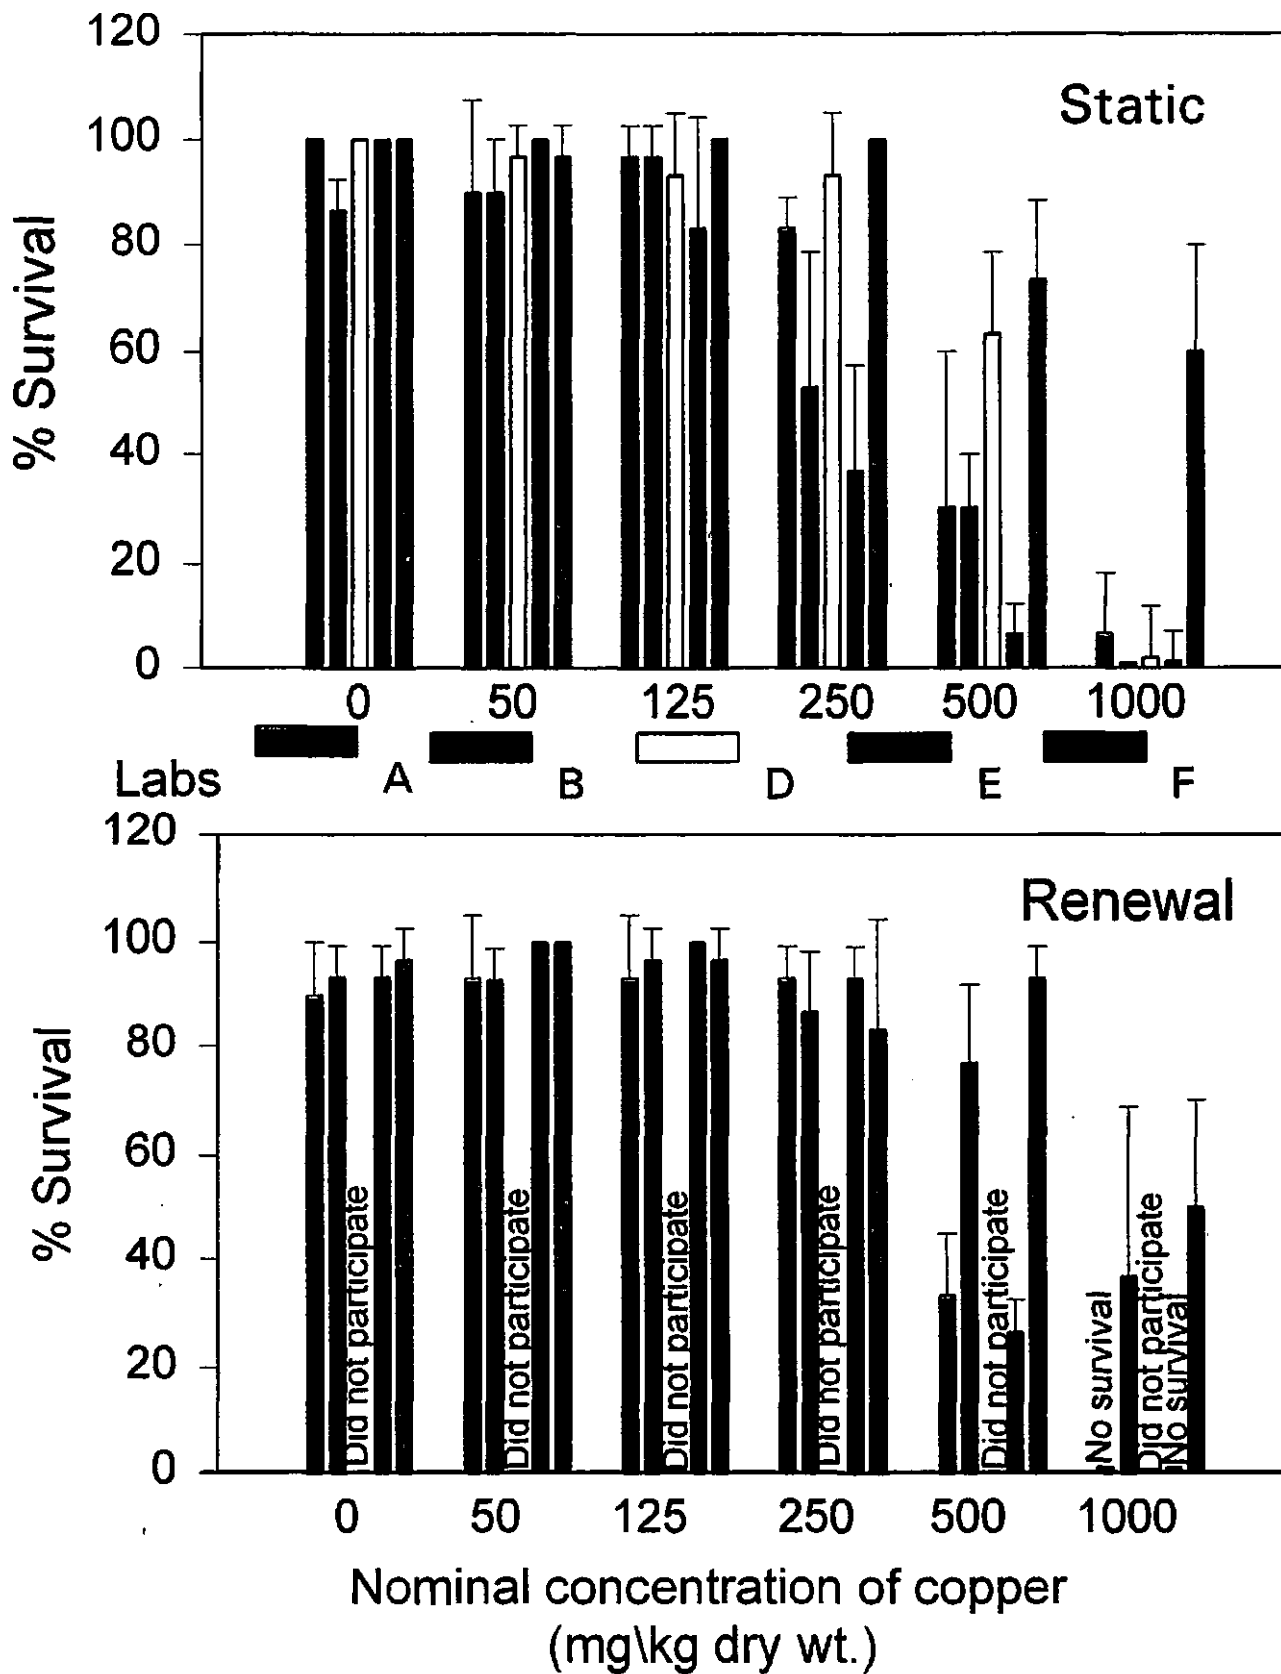 Static
% Survival
120
100
80
60
40
20
0
0 50 125 250 500 1000
Labs A B D E F
Renewal
% Survival
120
100
80
60
40
20
0
Did not participate
Did not participate
Did not participate
Did not participate
Did not participate
No survival
Did not participate
No survival
0 50 125 250 500 1000
Nominal concentration of copper
(mg\kg dry wt.)